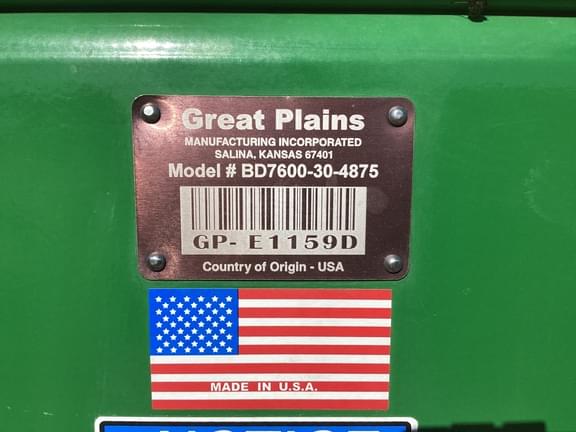 Great Plains
MANUFACTURING INCORPORATED
SALINA, KANSAS 67401
Model # BD7600-30-4875
GP- E1159D
Country of Origin - USA
MADE IN U.S.A.
NOTICE